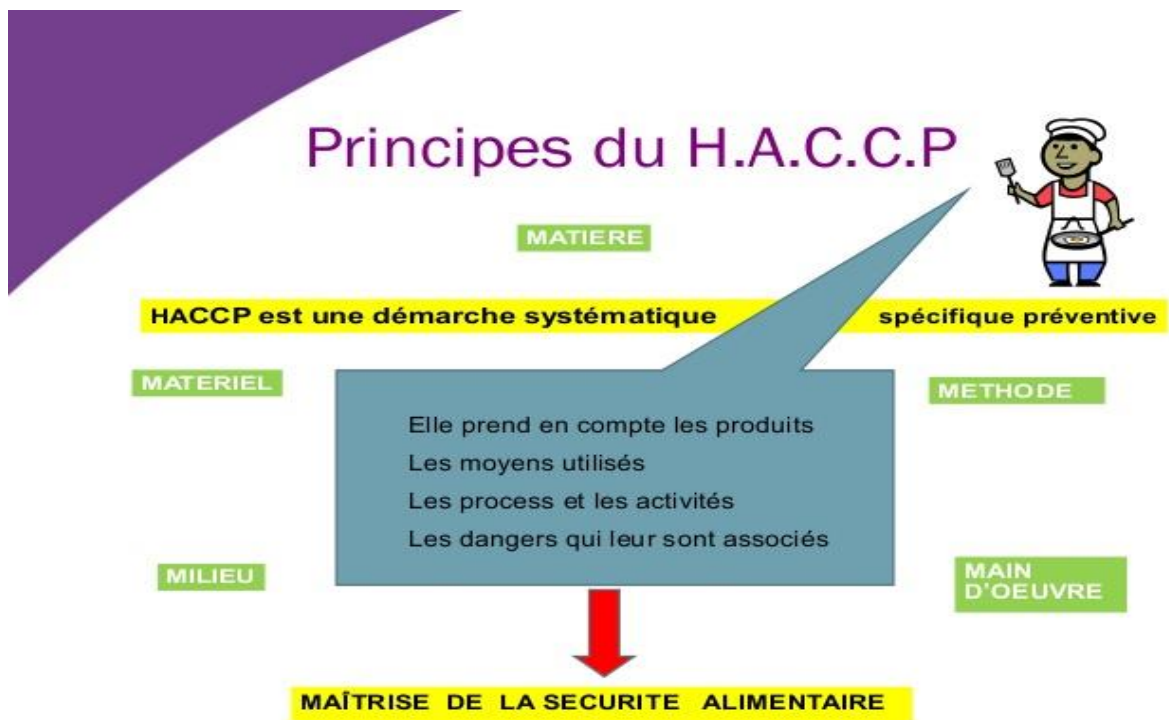 Principes du H.A.C.C.P
MATIERE
HACCP est une démarche systématique spécifique préventive
MATERIEL
METHODE
Elle prend en compte les produits
Les moyens utilisés
Les process et les activités
Les dangers qui leur sont associés
MILIEU
MAIN
D'OEUVRE
MAÎTRISE DE LA SECURITE ALIMENTAIRE